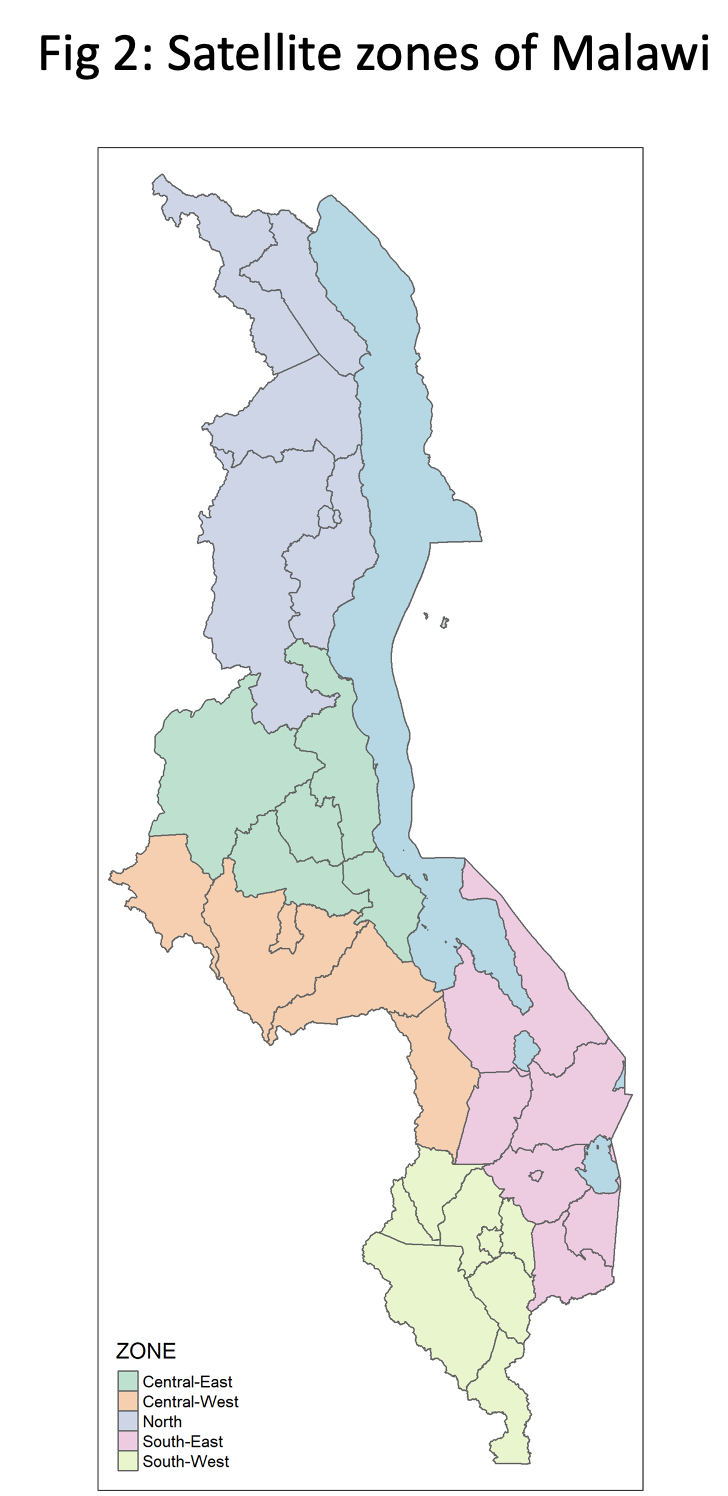 Fig 2: Satellite zones of Malawi
ZONE
Central-East
Central-West
North
South-East
South-West